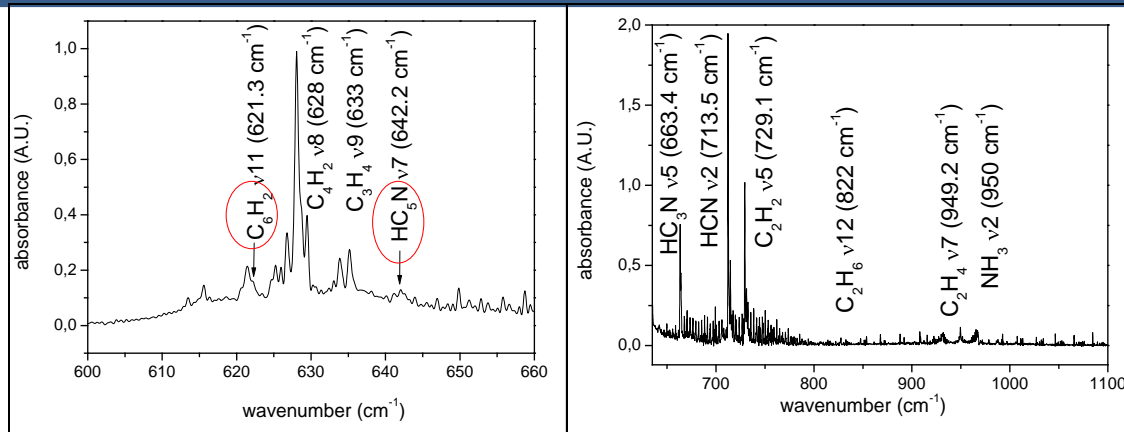 absorbance (A.U.)
1,0
0,8
0,6
0,4
0,2
0,0
C₆H₂ ν11 (621.3 cm⁻¹)
C₄H₂ ν8 (628 cm⁻¹)
C₃H₄ ν9 (633 cm⁻¹)
HC₅N ν7 (642.2 cm⁻¹)
600 610 620 630 640 650 660
wavenumber (cm⁻¹)
absorbance (A.U.)
2,0
1,5
1,0
0,5
0,0
HC₃N ν5 (663.4 cm⁻¹)
HCN ν2 (713.5 cm⁻¹)
C₂H₂ ν5 (729.1 cm⁻¹)
C₂H₆ ν12 (822 cm⁻¹)
C₂H₄ ν7 (949.2 cm⁻¹)
NH₃ ν2 (950 cm⁻¹)
700 800 900 1000 1100
wavenumber (cm⁻¹)